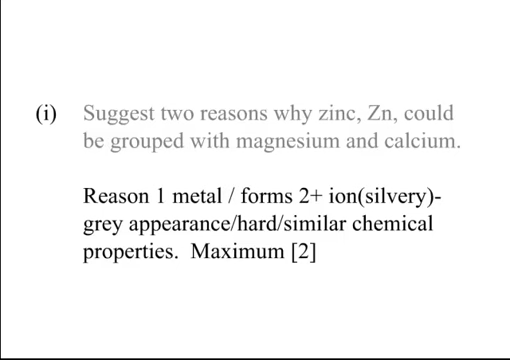 (i) Suggest two reasons why zinc, Zn, could
be grouped with magnesium and calcium.
Reason 1 metal / forms 2+ ion(silvery)-
grey appearance/hard/similar chemical
properties. Maximum [2]